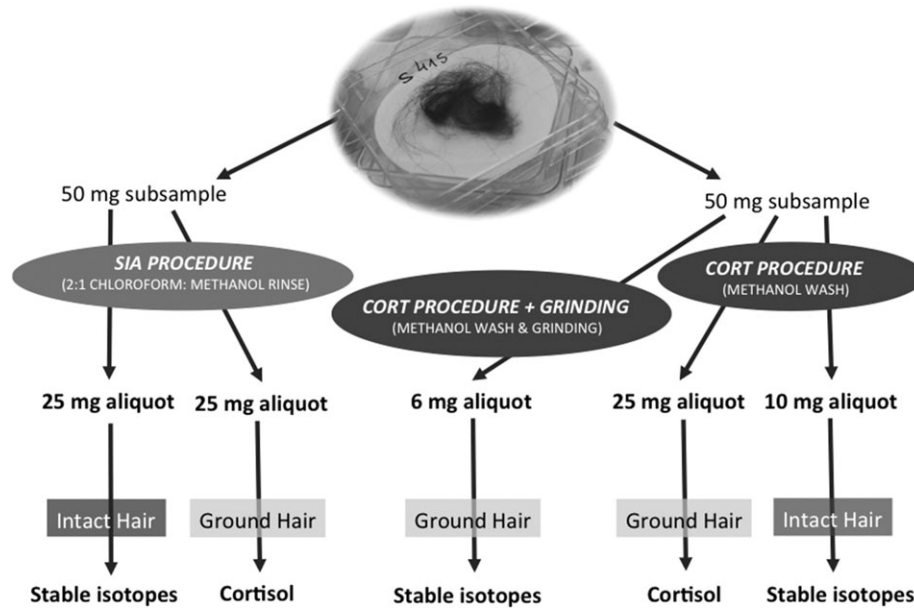 S 415
50 mg subsample
50 mg subsample
SIA PROCEDURE
(2:1 CHLOROFORM: METHANOL RINSE)
CORT PROCEDURE + GRINDING
(METHANOL WASH & GRINDING)
CORT PROCEDURE
(METHANOL WASH)
25 mg aliquot
25 mg aliquot
6 mg aliquot
25 mg aliquot
10 mg aliquot
Intact Hair
Ground Hair
Ground Hair
Ground Hair
Intact Hair
Stable isotopes
Cortisol
Stable isotopes
Cortisol
Stable isotopes